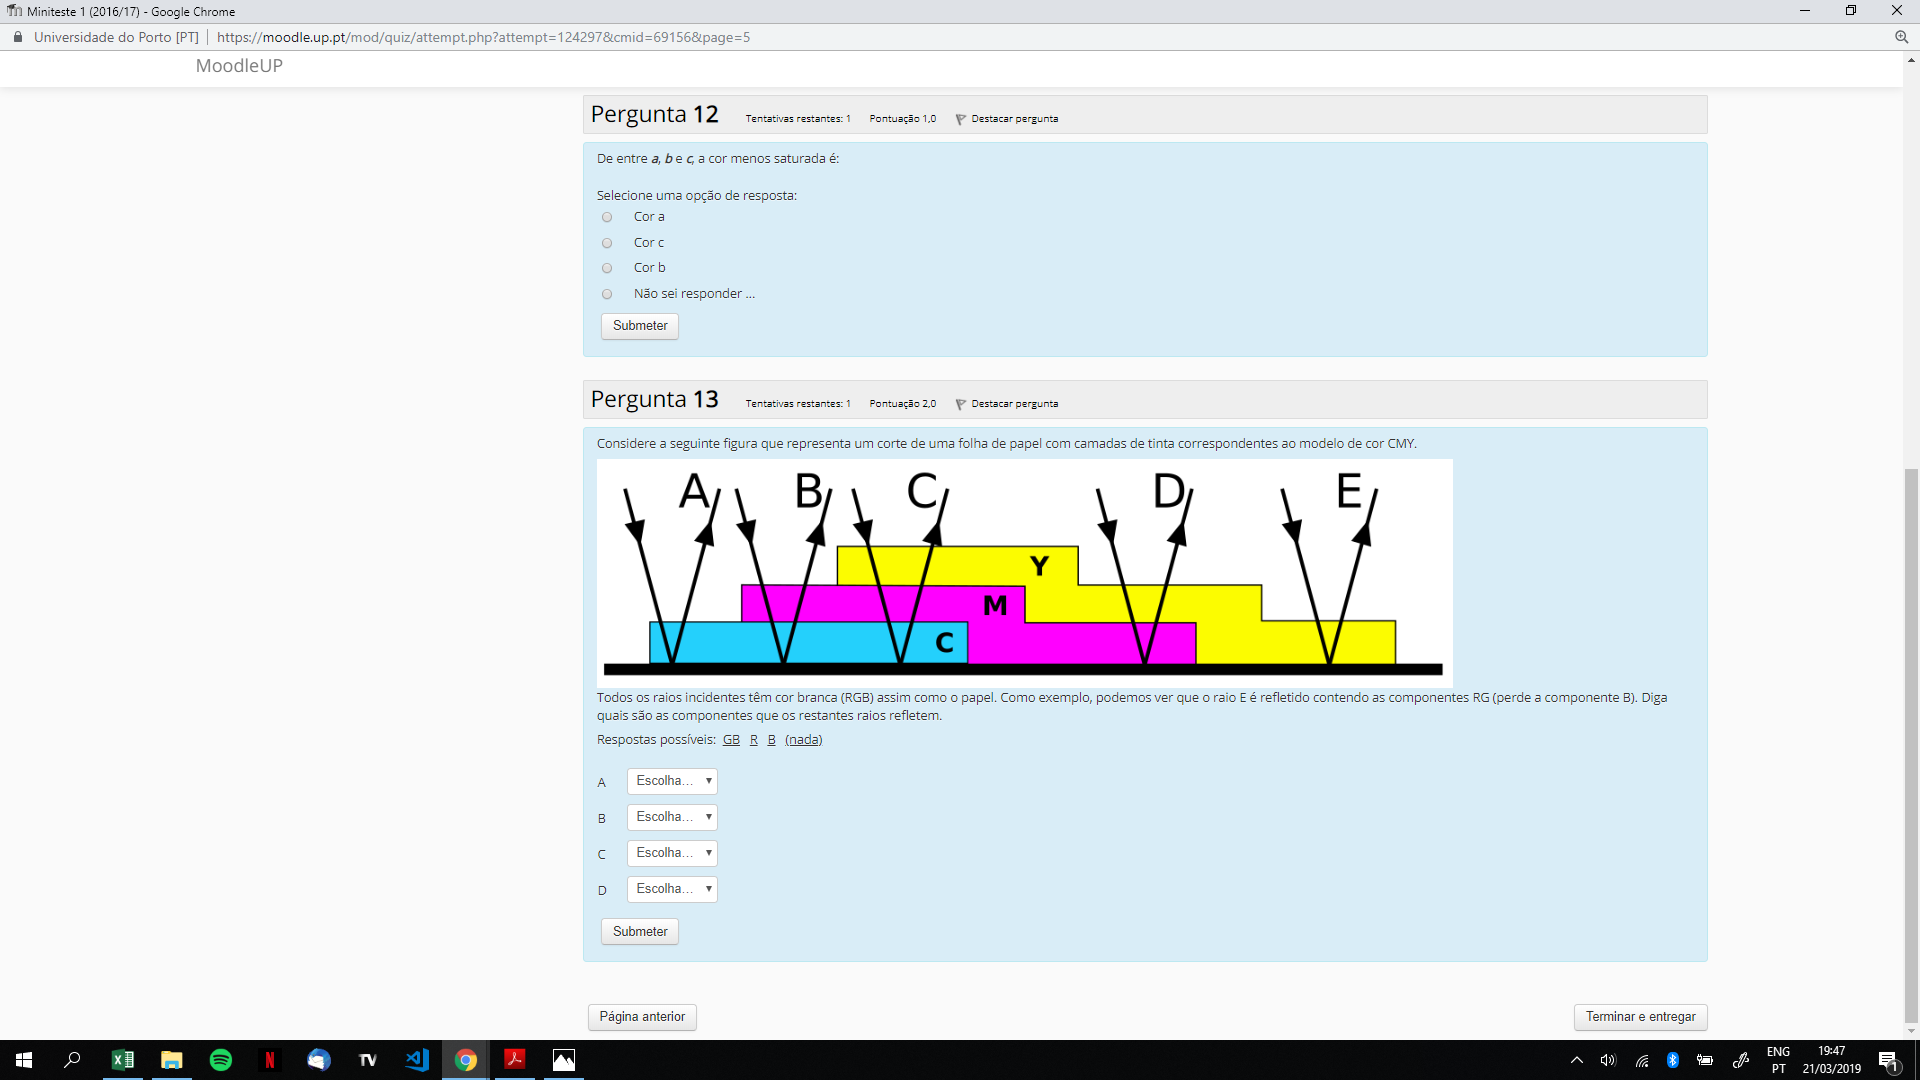 Miniteste 1 (2016/17) - Google Chrome
Universidade do Porto [PT] | https://moodle.up.pt/mod/quiz/attempt.php?attempt=124297&cmid=69156&page=5
MoodleUP
Pergunta 12 Tentativas restantes: 1 Pontuação 1,0 Destacar pergunta
De entre a, b e c, a cor menos saturada é:
Selecione uma opção de resposta:
Cor a
Cor c
Cor b
Não sei responder ...
Submeter
Pergunta 13 Tentativas restantes: 1 Pontuação 2,0 Destacar pergunta
Considere a seguinte figura que representa um corte de uma folha de papel com camadas de tinta correspondentes ao modelo de cor CMY.
A B C D E
Y
M
C
Todos os raios incidentes têm cor branca (RGB) assim como o papel. Como exemplo, podemos ver que o raio E é refletido contendo as componentes RG (perde a componente B). Diga
quais são as componentes que os restantes raios refletem.
Respostas possíveis: GB R B (nada)
A Escolha...
B Escolha...
C Escolha...
D Escolha...
Submeter
Página anterior
Terminar e entregar
N
TV
ENG
PT
19:47
21/03/2019
1